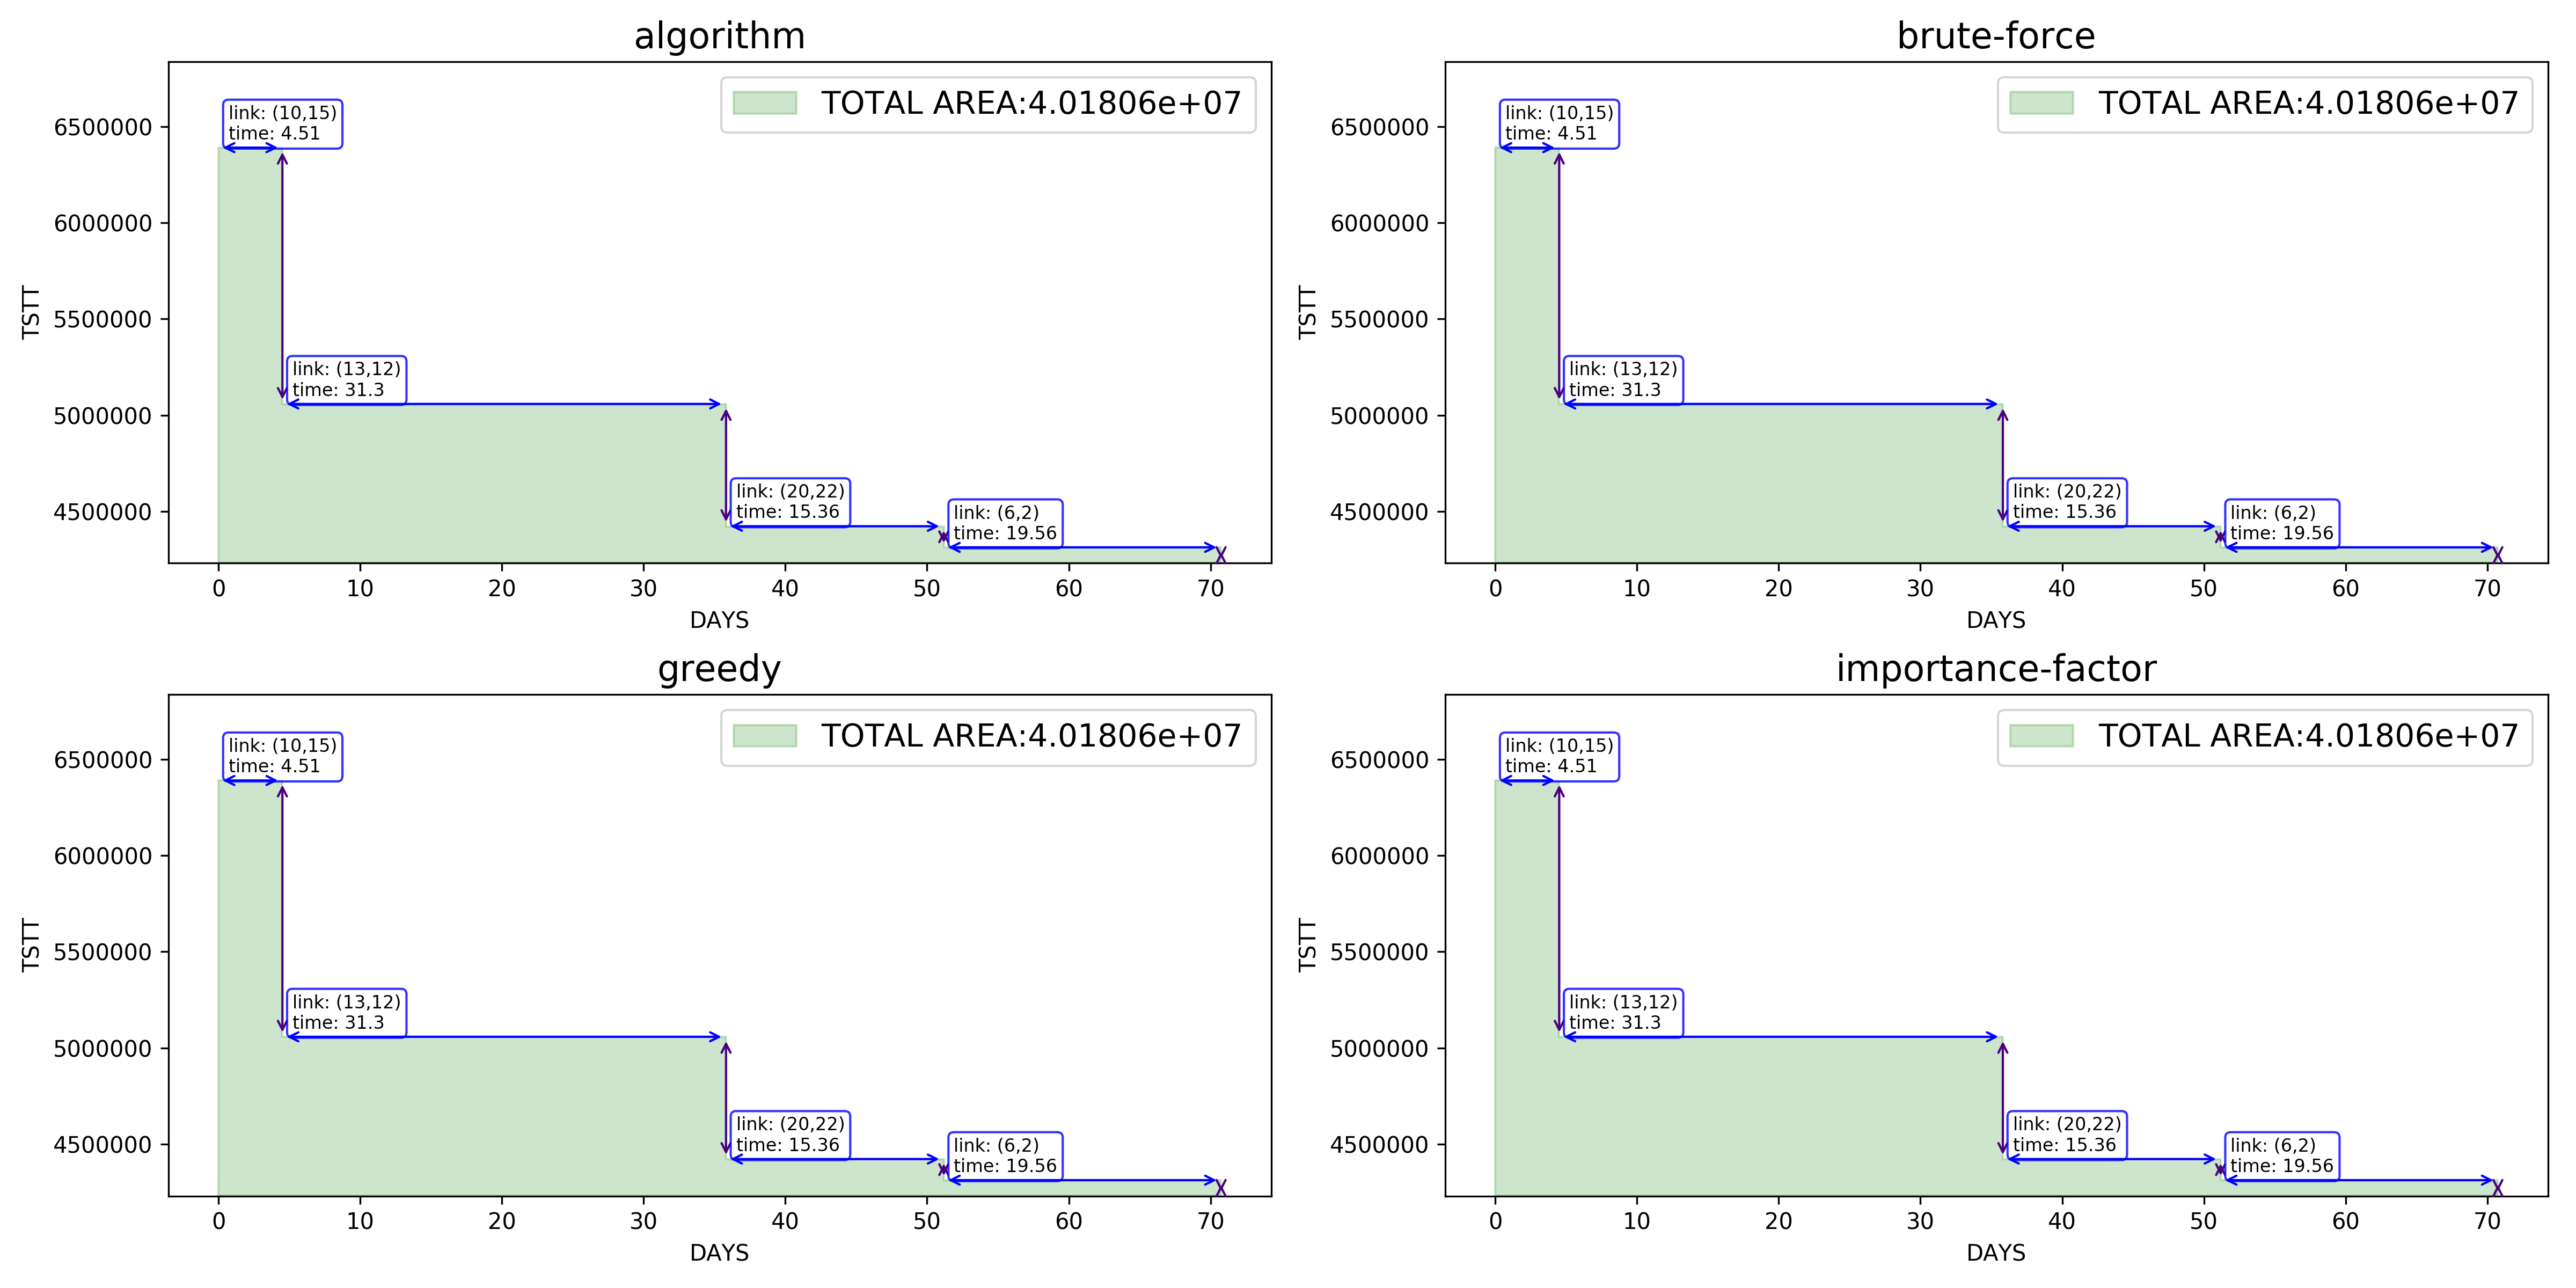 algorithm
TOTAL AREA:4.01806e+07
link: (10,15)
time: 4.51
link: (13,12)
time: 31.3
link: (20,22)
time: 15.36
link: (6,2)
time: 19.56
6500000
6000000
5500000
5000000
4500000
TSTT
0 10 20 30 40 50 60 70
DAYS
brute-force
TOTAL AREA:4.01806e+07
link: (10,15)
time: 4.51
link: (13,12)
time: 31.3
link: (20,22)
time: 15.36
link: (6,2)
time: 19.56
6500000
6000000
5500000
5000000
4500000
TSTT
0 10 20 30 40 50 60 70
DAYS
greedy
TOTAL AREA:4.01806e+07
link: (10,15)
time: 4.51
link: (13,12)
time: 31.3
link: (20,22)
time: 15.36
link: (6,2)
time: 19.56
6500000
6000000
5500000
5000000
4500000
TSTT
0 10 20 30 40 50 60 70
DAYS
importance-factor
TOTAL AREA:4.01806e+07
link: (10,15)
time: 4.51
link: (13,12)
time: 31.3
link: (20,22)
time: 15.36
link: (6,2)
time: 19.56
6500000
6000000
5500000
5000000
4500000
TSTT
0 10 20 30 40 50 60 70
DAYS